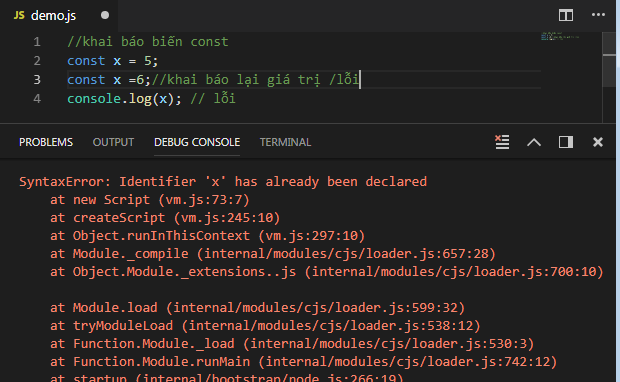 JS demo.js
1 //khai báo biến const
2 const x = 5;
3 const x =6;//khai báo lại giá trị /lỗi
4 console.log(x); // lỗi
PROBLEMS OUTPUT DEBUG CONSOLE TERMINAL
SyntaxError: Identifier 'x' has already been declared
at new Script (vm.js:73:7)
at createScript (vm.js:245:10)
at Object.runInThisContext (vm.js:297:10)
at Module._compile (internal/modules/cjs/loader.js:657:28)
at Object.Module._extensions..js (internal/modules/cjs/loader.js:700:10)
at Module.load (internal/modules/cjs/loader.js:599:32)
at tryModuleLoad (internal/modules/cjs/loader.js:538:12)
at Function.Module._load (internal/modules/cjs/loader.js:530:3)
at Function.Module.runMain (internal/modules/cjs/loader.js:742:12)
at startup (internal/bootstrap/node.js:266:19)